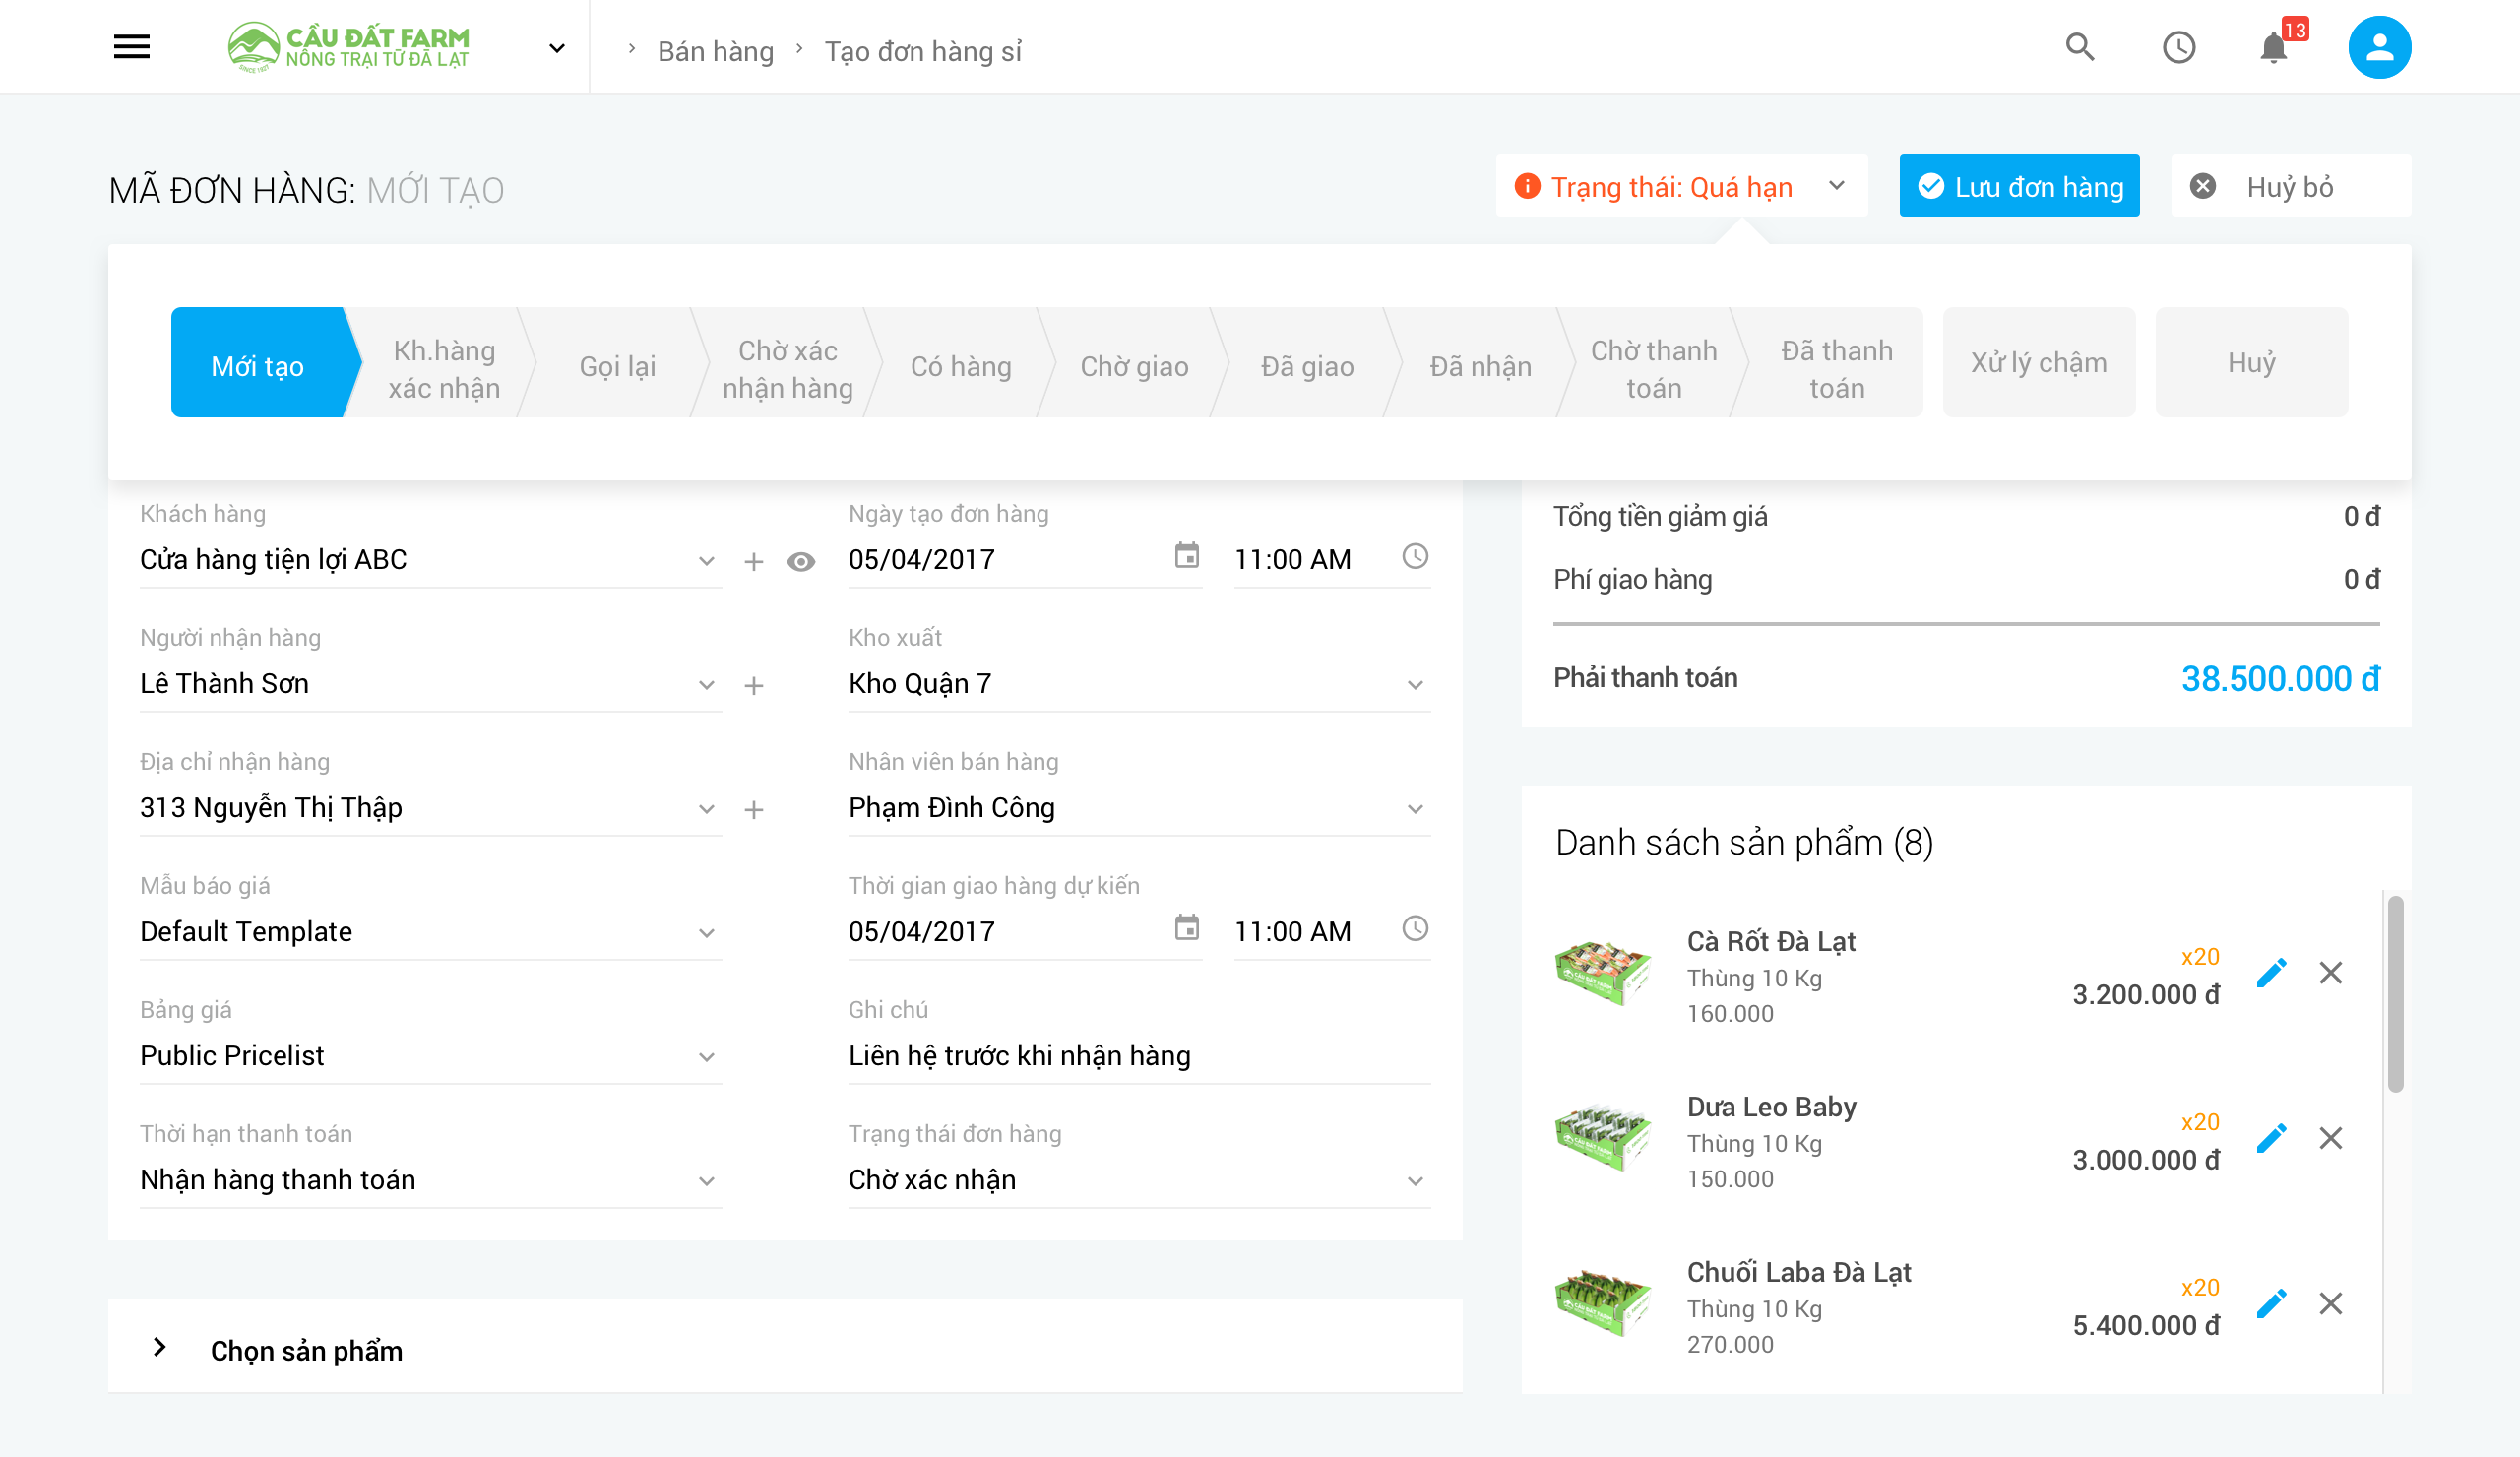 CẦU ĐẤT FARM
NÔNG TRẠI TỪ ĐÀ LẠT
SINCE 1927
Bán hàng
Tạo đơn hàng sỉ
13
MÃ ĐƠN HÀNG: MỚI TẠO
Trạng thái: Quá hạn
Lưu đơn hàng
Huỷ bỏ
Mới tạo
Kh.hàng
xác nhận
Gọi lại
Chờ xác
nhận hàng
Có hàng
Chờ giao
Đã giao
Đã nhận
Chờ thanh
toán
Đã thanh
toán
Xử lý chậm
Huỷ
Khách hàng
Cửa hàng tiện lợi ABC
Ngày tạo đơn hàng
05/04/2017
11:00 AM
Người nhận hàng
Lê Thành Sơn
Kho xuất
Kho Quận 7
Địa chỉ nhận hàng
313 Nguyễn Thị Thập
Nhân viên bán hàng
Phạm Đình Công
Mẫu báo giá
Default Template
Thời gian giao hàng dự kiến
05/04/2017
11:00 AM
Bảng giá
Public Pricelist
Ghi chú
Liên hệ trước khi nhận hàng
Thời hạn thanh toán
Nhận hàng thanh toán
Trạng thái đơn hàng
Chờ xác nhận
Chọn sản phẩm
Tổng tiền giảm giá
0 đ
Phí giao hàng
0 đ
Phải thanh toán
38.500.000 đ
Danh sách sản phẩm (8)
Cà Rốt Đà Lạt
Thùng 10 Kg
160.000
x20
3.200.000 đ
Dưa Leo Baby
Thùng 10 Kg
150.000
x20
3.000.000 đ
Chuối Laba Đà Lạt
Thùng 10 Kg
270.000
x20
5.400.000 đ